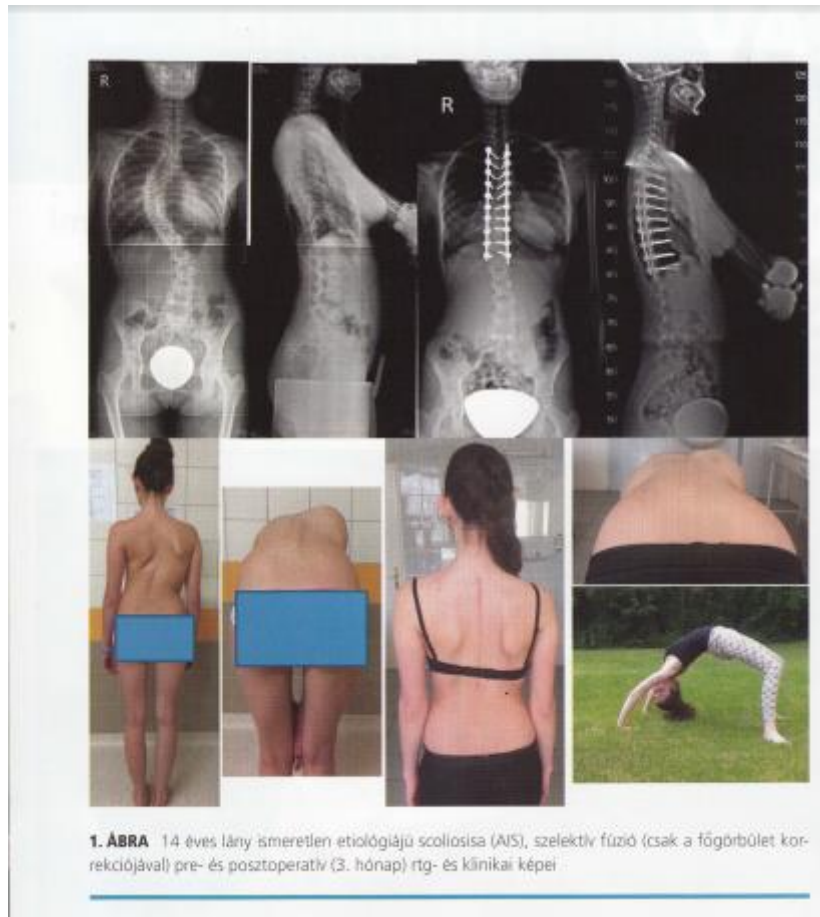 R
R
1. ÁBRA 14 éves lány ismeretlen etiológiájú scoliosisa (AIS), szelektív fúzió (csak a főgörbület kor-
rekciójával) pre- és posztoperatív (3. hónap) rtg- és klinikai képei